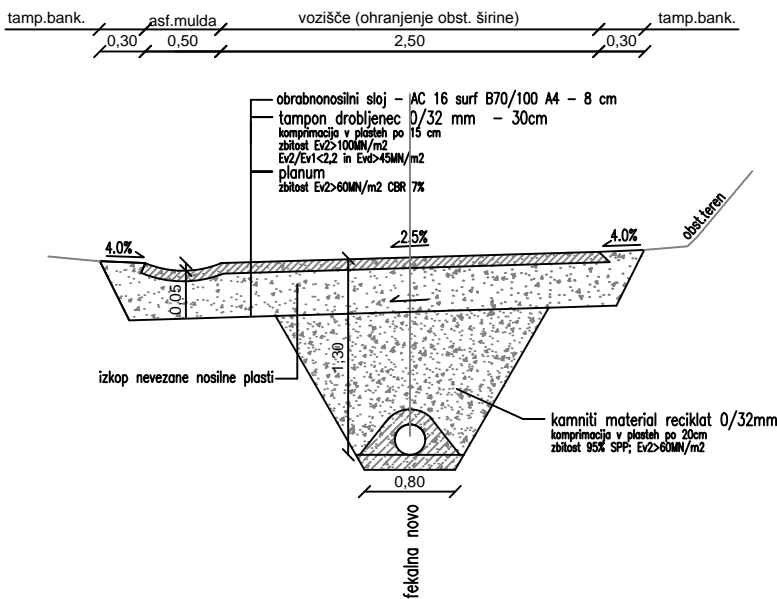 tamp.bank. asf.mulda vozišče (ohranjenje obst. širine) tamp.bank.
0,30 0,50 2,50 0,30
obrabnonosilni sloj – AC 16 surf B70/100 A4 – 8 cm
tampon drobljenec 0/32 mm – 30cm
komprimacija v plasteh po 15 cm
zbitost Ev2>100MN/m2
Ev2/Ev1<2,2 in Evd>45MN/m2
planum
zbitost Ev2>60MN/m2 CBR 7%
obst.teren
4.0% 2.5% 4.0%
0,05
1,30
izkop nevezane nosilne plasti
kamniti material reciklat 0/32mm
komprimacija v plasteh po 20cm
zbitost 95% SPP; Ev2>60MN/m2
0,80
fekalna novo